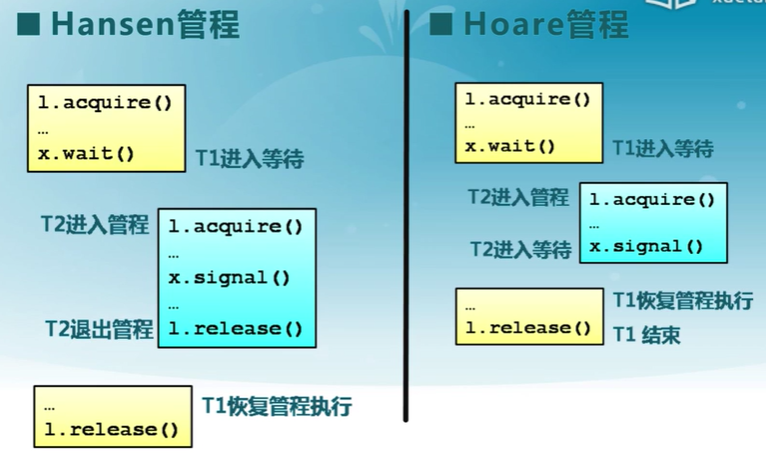 ■ Hansen管程
l.acquire()
…
x.wait()
T1进入等待
T2进入管程
l.acquire()
…
x.signal()
…
T2退出管程
l.release()
…
l.release()
T1恢复管程执行
■ Hoare管程
l.acquire()
…
x.wait()
T1进入等待
T2进入管程
l.acquire()
…
T2进入等待
x.signal()
…
T1恢复管程执行
l.release()
T1 结束